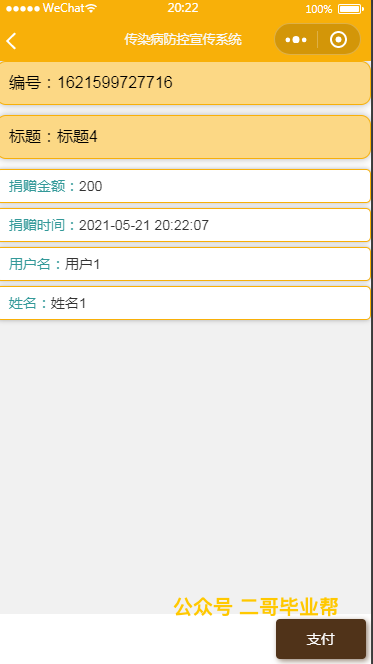 WeChat 20:22 100%
传染病防控宣传系统
编号：1621599727716
标题：标题4
捐赠金额：200
捐赠时间：2021-05-21 20:22:07
用户名：用户1
姓名：姓名1
公众号 二哥毕业帮
支付